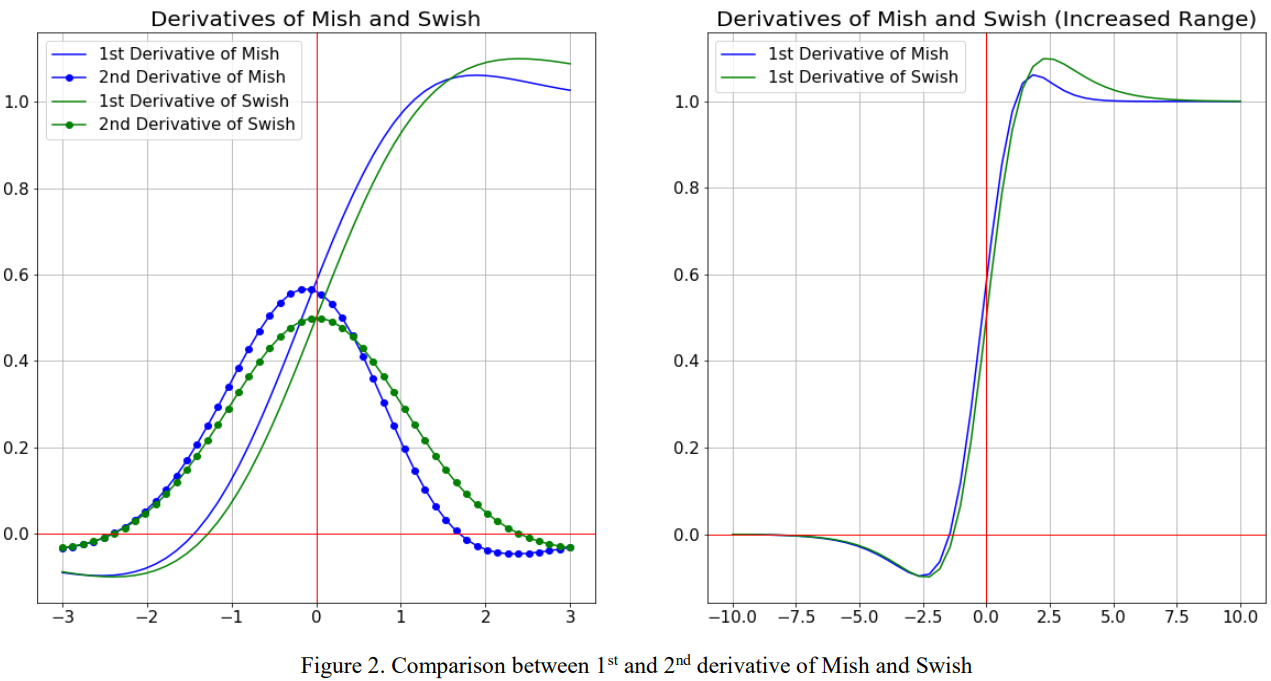 Derivatives of Mish and Swish
1st Derivative of Mish
2nd Derivative of Mish
1st Derivative of Swish
2nd Derivative of Swish
1.0
0.8
0.6
0.4
0.2
0.0
−3 −2 −1 0 1 2 3
Derivatives of Mish and Swish (Increased Range)
1st Derivative of Mish
1st Derivative of Swish
1.0
0.8
0.6
0.4
0.2
0.0
−10.0 −7.5 −5.0 −2.5 0.0 2.5 5.0 7.5 10.0
Figure 2. Comparison between 1st and 2nd derivative of Mish and Swish